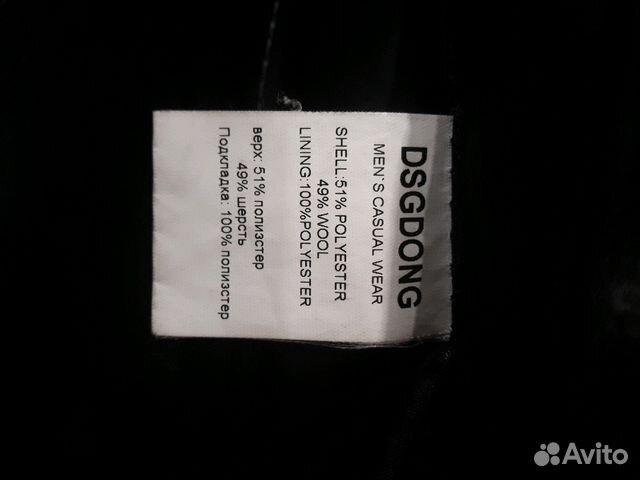 DSGDONG
MEN`S CASUAL WEAR
SHELL:51% POLYESTER
49% WOOL
LINING:100%POLYESTER
верх: 51% полиэстер
49% шерсть
Подкладка: 100% полиэстер
Avito